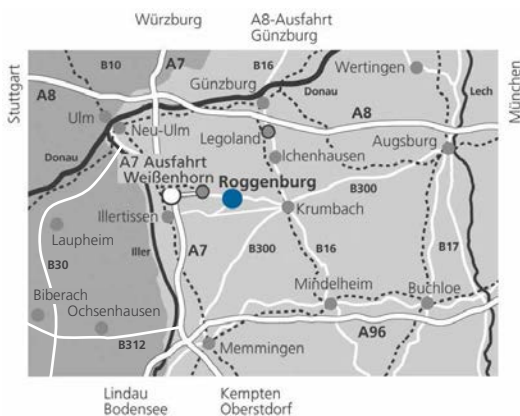 Würzburg
A8-Ausfahrt
Günzburg
Stuttgart
München
B10
A7
B16
Wertingen
Günzburg
Donau
Lech
A8
Ulm
Neu-Ulm
Legoland
A8
Augsburg
Donau
Ichenhausen
A7 Ausfahrt
Weißenhorn
Roggenburg
B300
Illertissen
Krumbach
Laupheim
Iller
A7
B300
B16
B17
B30
Mindelheim
Buchloe
Biberach
Ochsenhausen
A96
B312
Memmingen
Lindau
Bodensee
Kempten
Oberstdorf